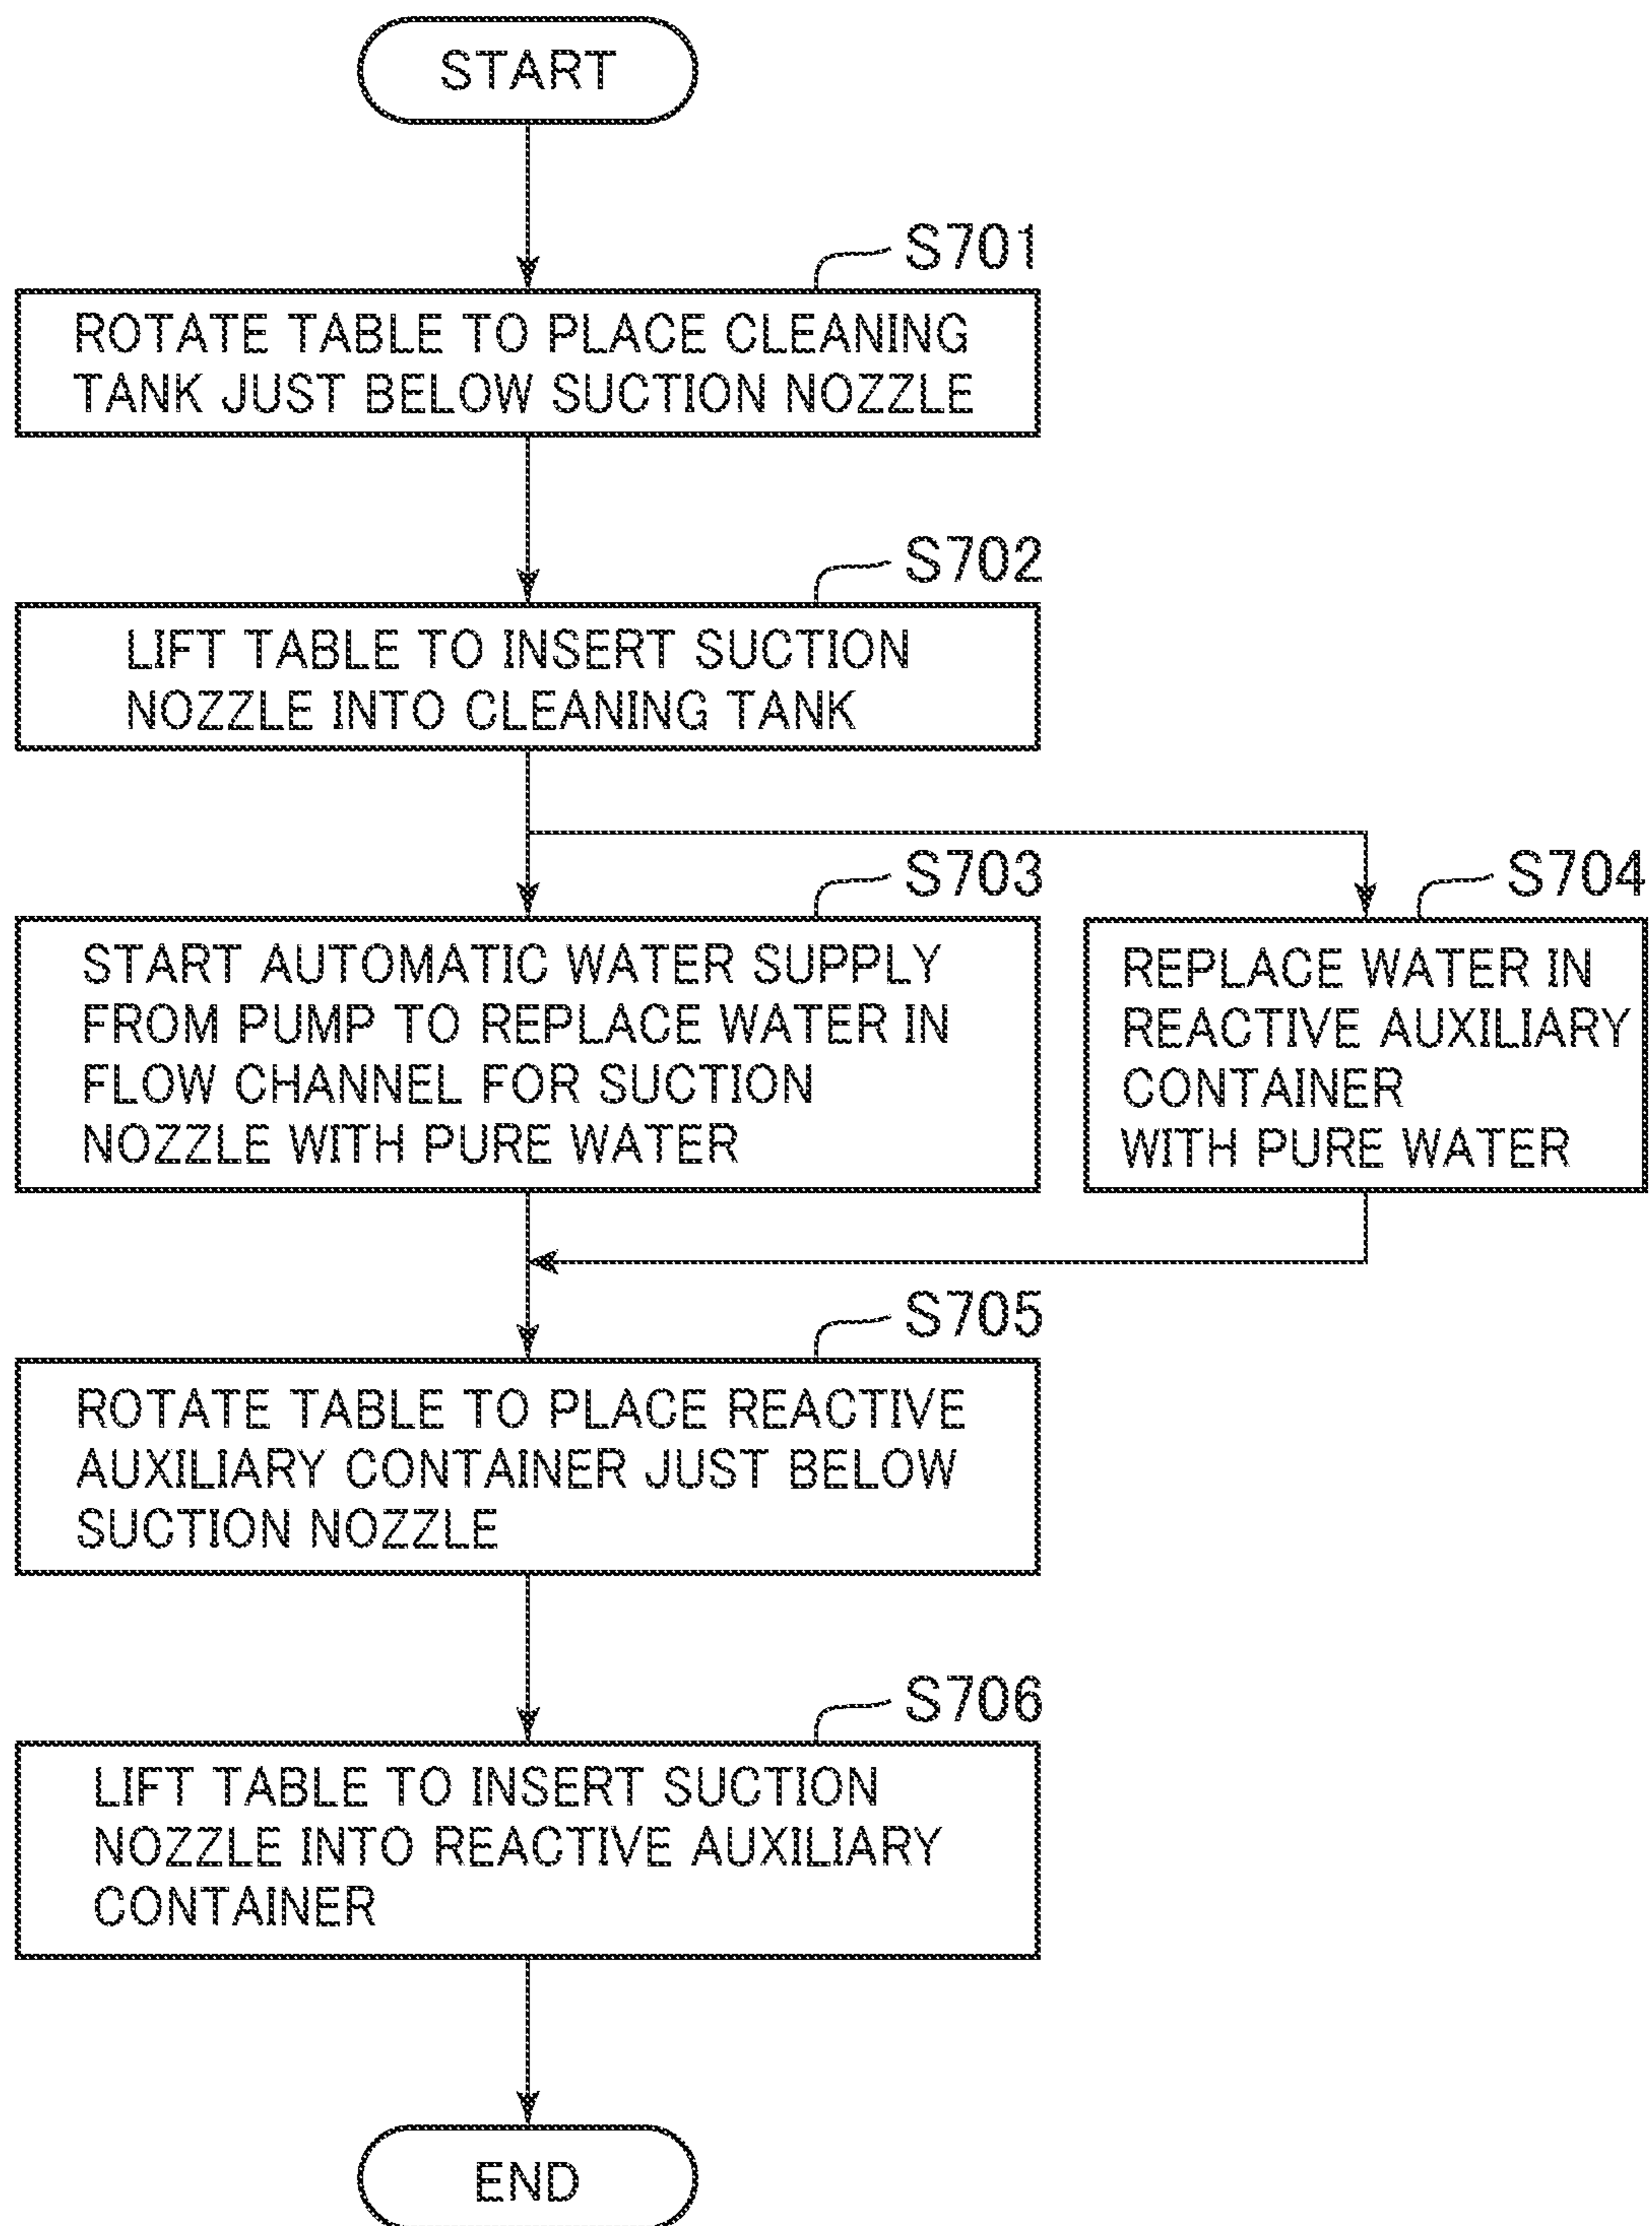 START
S701
ROTATE TABLE TO PLACE CLEANING
TANK JUST BELOW SUCTION NOZZLE
S702
LIFT TABLE TO INSERT SUCTION
NOZZLE INTO CLEANING TANK
S703
START AUTOMATIC WATER SUPPLY
FROM PUMP TO REPLACE WATER IN
FLOW CHANNEL FOR SUCTION
NOZZLE WITH PURE WATER
S704
REPLACE WATER IN
REACTIVE AUXILIARY
CONTAINER
WITH PURE WATER
S705
ROTATE TABLE TO PLACE REACTIVE
AUXILIARY CONTAINER JUST BELOW
SUCTION NOZZLE
S706
LIFT TABLE TO INSERT SUCTION
NOZZLE INTO REACTIVE AUXILIARY
CONTAINER
END